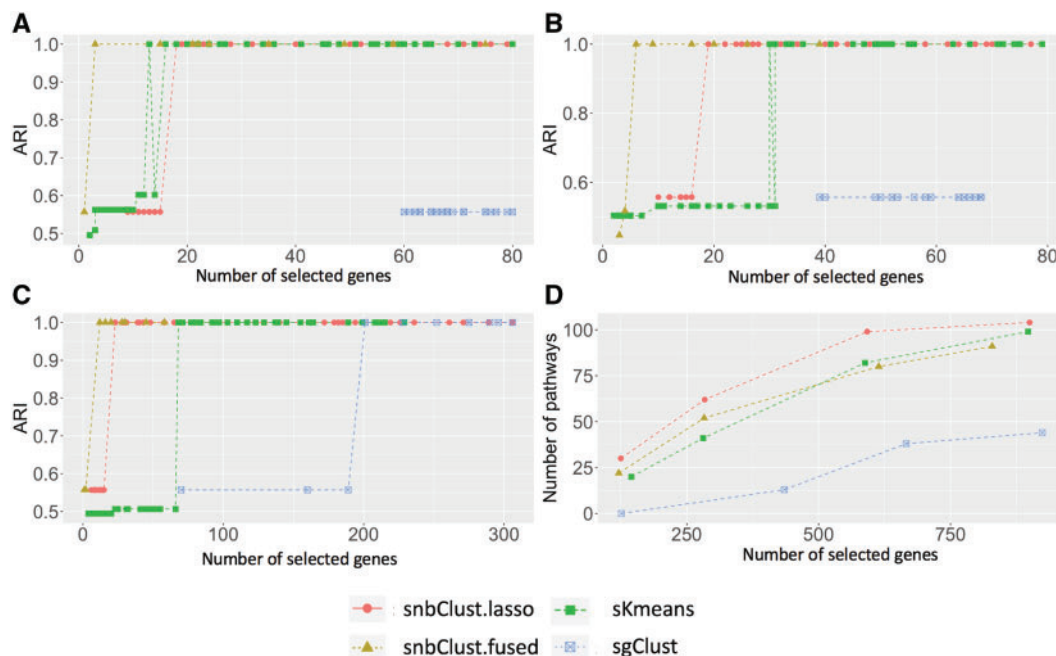 A
B
1.0
0.9
0.8
0.7
0.6
0.5
ARI
0
20
40
60
80
Number of selected genes
1.0
0.8
0.6
ARI
0
20
40
60
80
Number of selected genes
C
D
1.0
0.9
0.8
0.7
0.6
0.5
ARI
0
100
200
300
Number of selected genes
100
75
50
25
0
Number of pathways
250
500
750
Number of selected genes
snbClust.lasso
sKmeans
snbClust.fused
sgClust